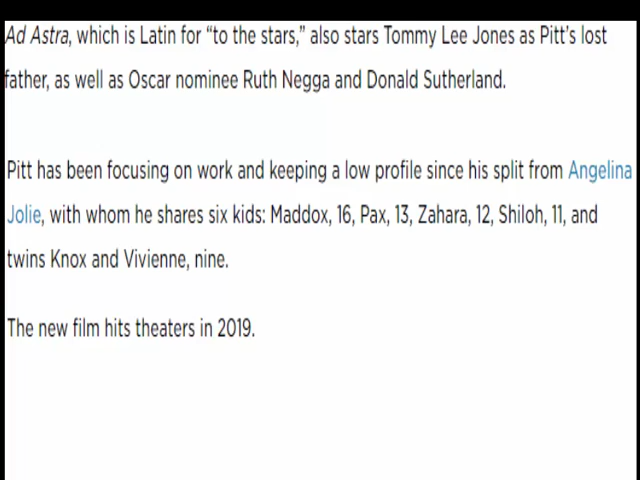 Ad Astra, which is Latin for “to the stars,” also stars Tommy Lee Jones as Pitt’s lost
father, as well as Oscar nominee Ruth Negga and Donald Sutherland.
Pitt has been focusing on work and keeping a low profile since his split from Angelina
Jolie, with whom he shares six kids: Maddox, 16, Pax, 13, Zahara, 12, Shiloh, 11, and
twins Knox and Vivienne, nine.
The new film hits theaters in 2019.